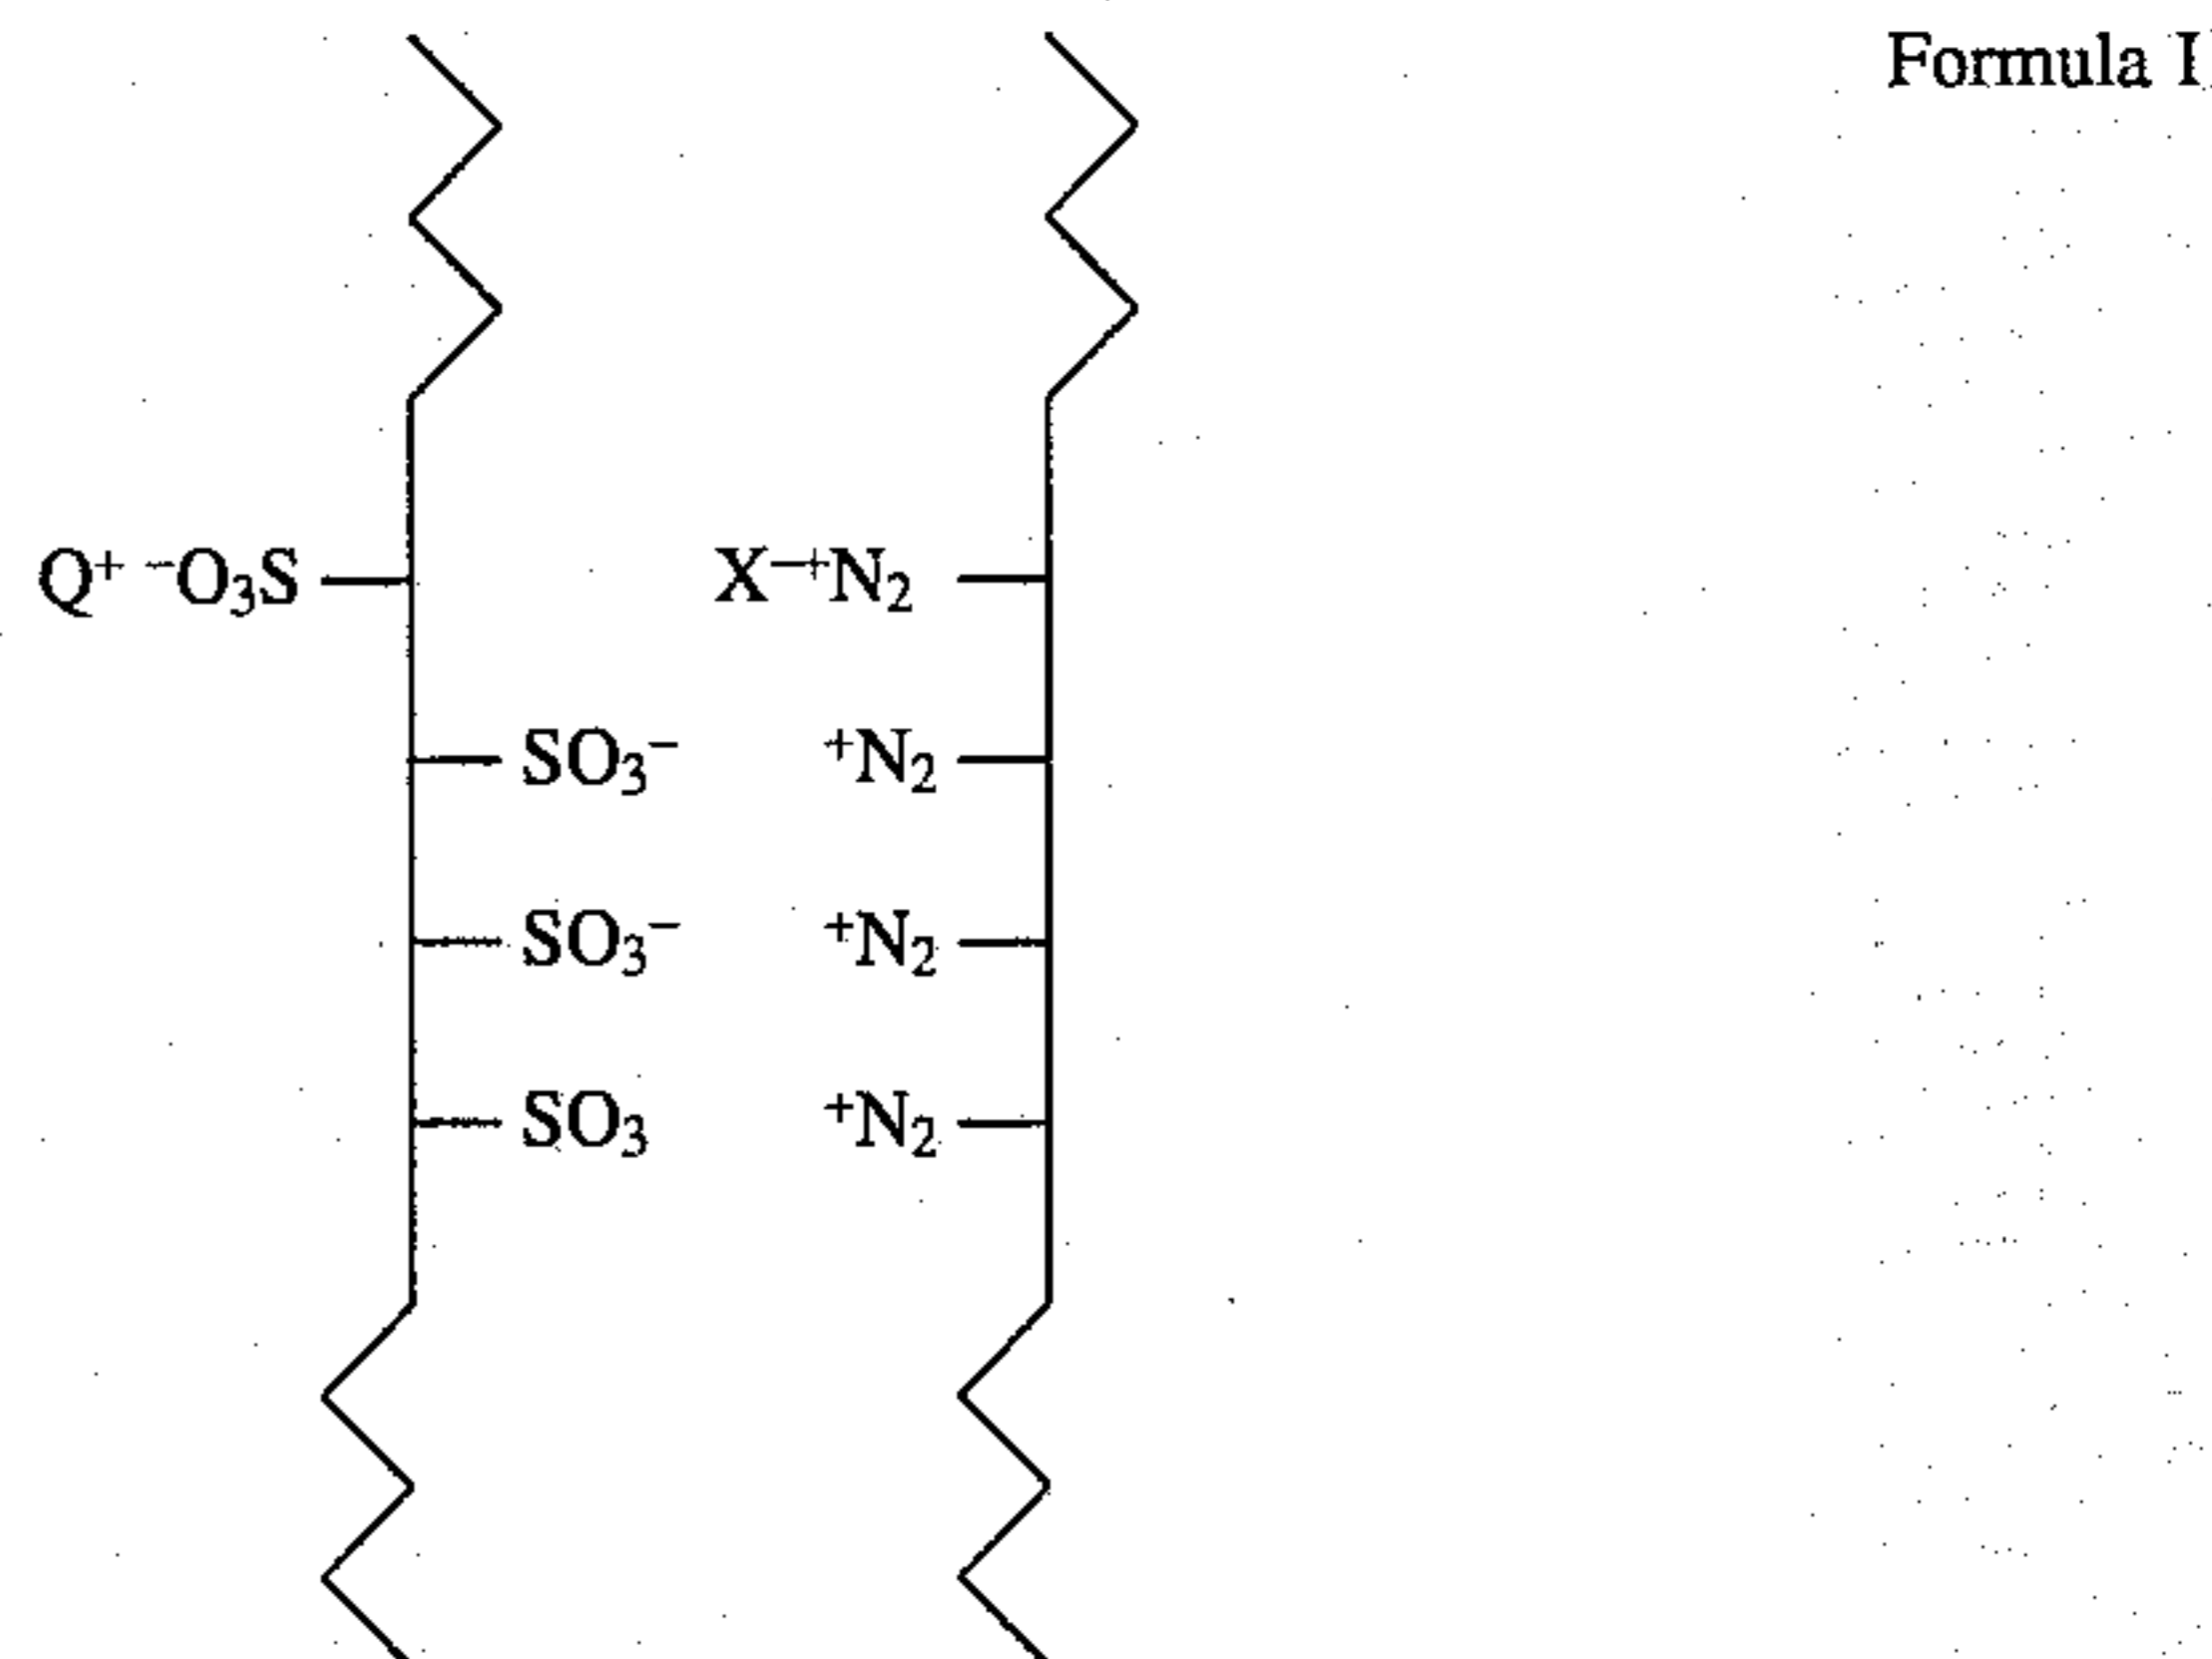 Formula I
Q⁺ ⁻O₃S X⁻⁺N₂
SO₃⁻ ⁺N₂
SO₃⁻ ⁺N₂
SO₃ ⁺N₂